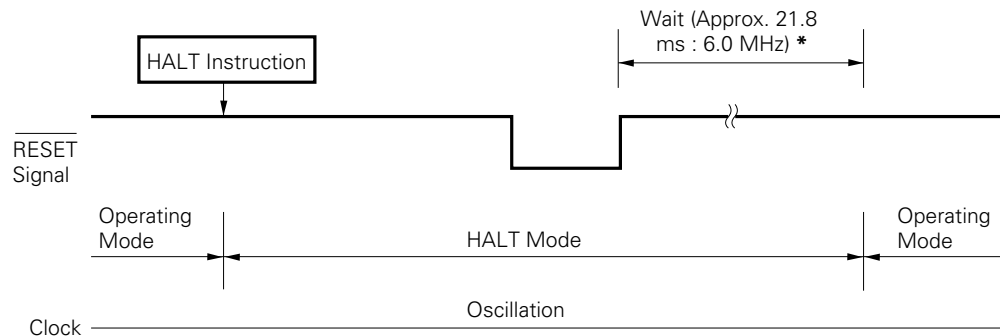 Wait (Approx. 21.8
ms : 6.0 MHz) *
HALT Instruction
RESET
Signal
Operating
Mode
HALT Mode
Operating
Mode
Oscillation
Clock